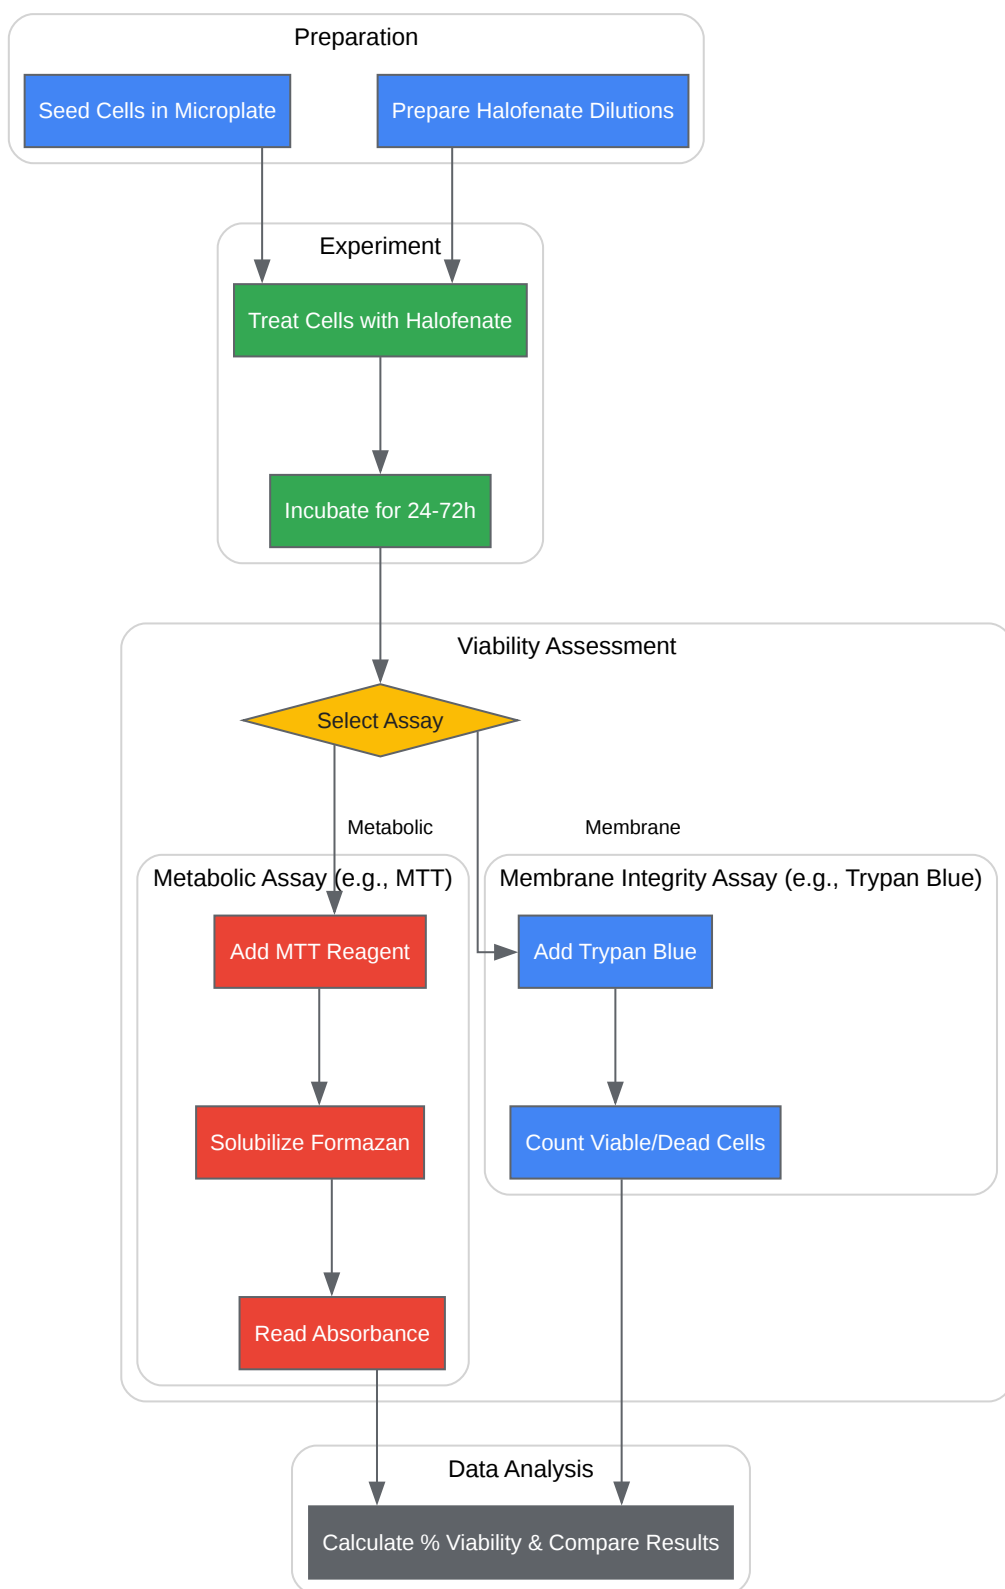 Preparation
Seed Cells in Microplate
Prepare Halofenate Dilutions
Experiment
Treat Cells with Halofenate
Incubate for 24-72h
Viability Assessment
Select Assay
Metabolic
Membrane
Metabolic Assay (e.g., MTT)
Membrane Integrity Assay (e.g., Trypan Blue)
Add MTT Reagent
Add Trypan Blue
Solubilize Formazan
Count Viable/Dead Cells
Read Absorbance
Data Analysis
Calculate % Viability & Compare Results